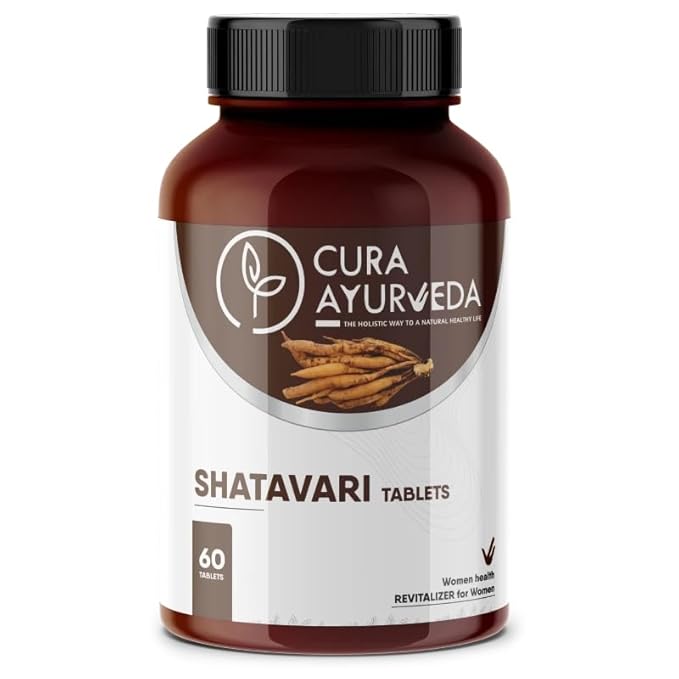 CURA
AYURVEDA
THE HOLISTIC WAY TO A NATURAL HEALTHY LIFE
SHATAVARI TABLETS
60
TABLETS
Women health
REVITALIZER for Women